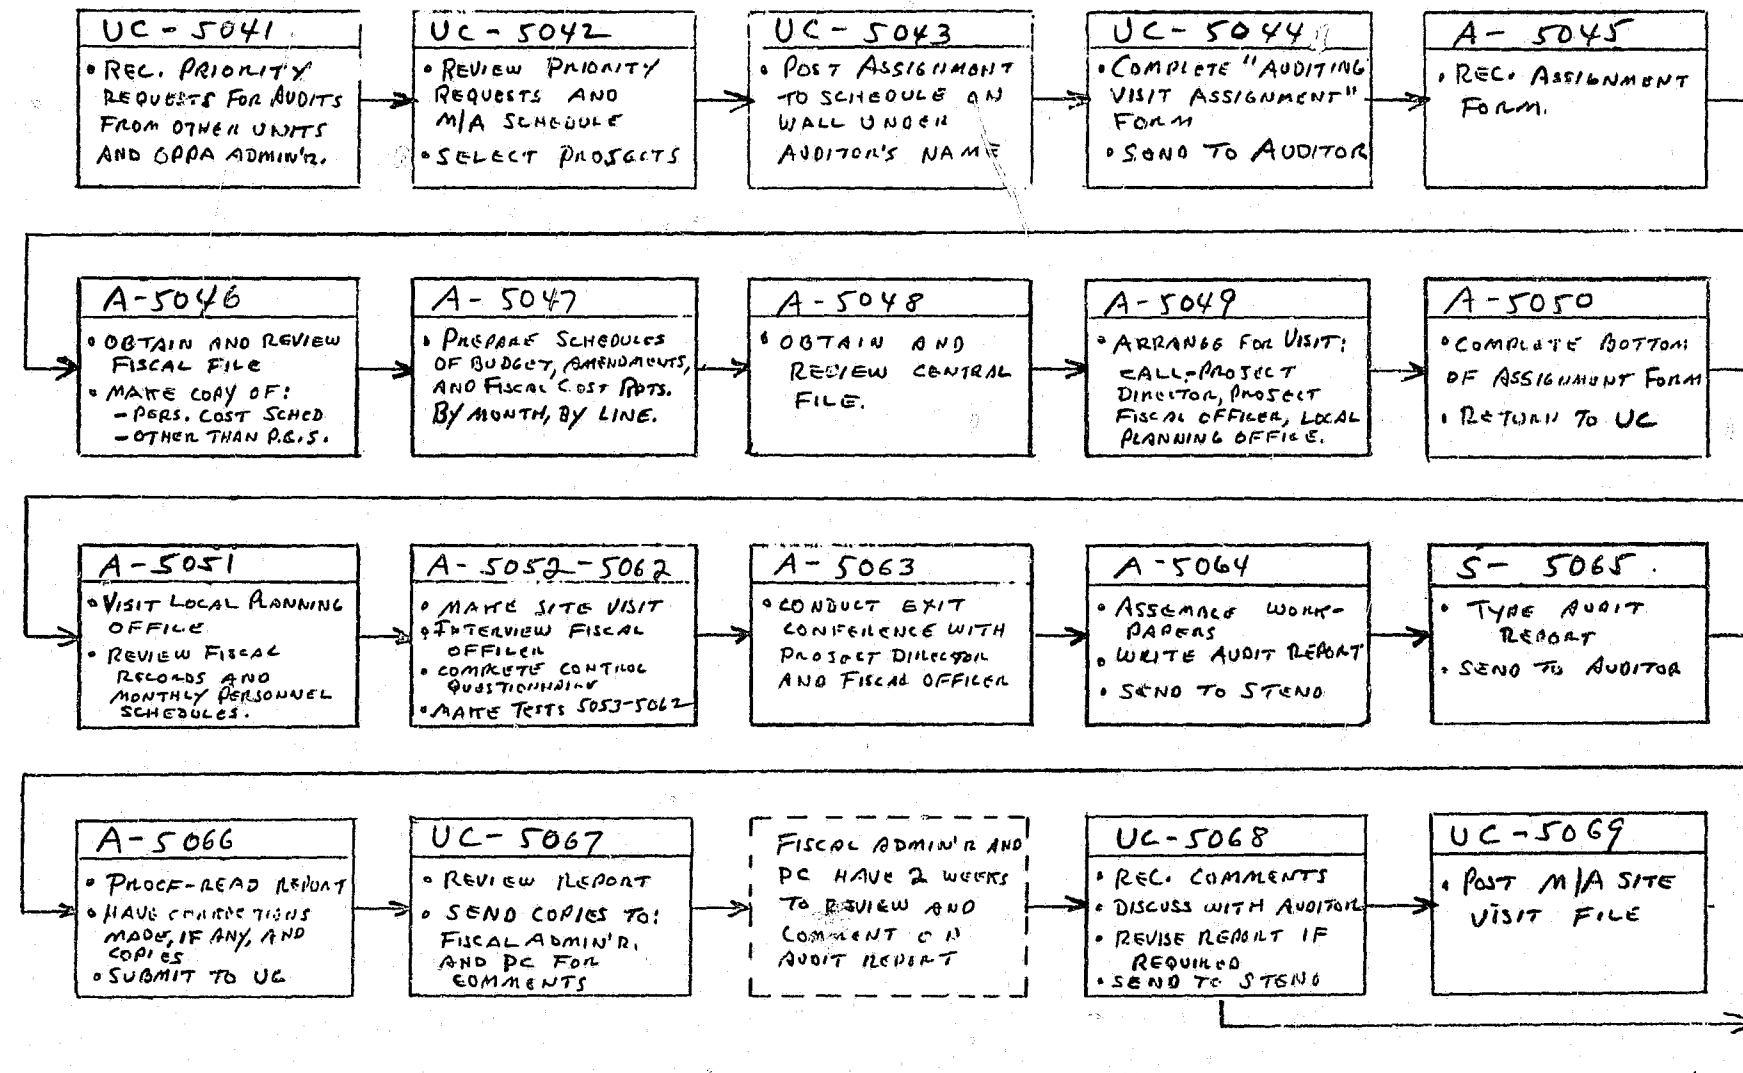 UC - 5041
• REC. PRIORITY
REQUESTS FOR AUDITS
FROM OTHER UNITS
AND OPPA ADMIN'R.
UC - 5042
• REVIEW PRIORITY
REQUESTS AND
M/A SCHEDULE
• SELECT PROJECTS
UC - 5043
• POST ASSIGNMENT
TO SCHEDULE ON
WALL UNDER
AUDITOR'S NAME
UC - 5044
• COMPLETE "AUDITING
VISIT ASSIGNMENT"
FORM
• SEND TO AUDITOR
A - 5045
• REC. ASSIGNMENT
FORM.
A-5046
• OBTAIN AND REVIEW
FISCAL FILE
• MAKE COPY OF:
- PERS. COST SCHED
- OTHER THAN P.C.S.
A - 5047
• PREPARE SCHEDULES
OF BUDGET, AMENDMENTS,
AND FISCAL COST RPTS.
BY MONTH, BY LINE.
A - 5048
• OBTAIN AND
REVIEW CENTRAL
FILE.
A - 5049
• ARRANGE FOR VISIT:
CALL-PROJECT
DIRECTOR, PROJECT
FISCAL OFFICER, LOCAL
PLANNING OFFICE.
A - 5050
• COMPLETE BOTTOM
OF ASSIGNMENT FORM
• RETURN TO UC
A - 5051
• VISIT LOCAL PLANNING
OFFICE
• REVIEW FISCAL
RECORDS AND
MONTHLY PERSONNEL
SCHEDULES.
A - 5052-5062
• MAKE SITE VISIT
• INTERVIEW FISCAL
OFFICER
• COMPLETE CONTROL
QUESTIONNAIRE
• MAKE TESTS 5053-5062
A - 5063
• CONDUCT EXIT
CONFERENCE WITH
PROJECT DIRECTOR
AND FISCAL OFFICER
A - 5064
• ASSEMBLE WORK-
PAPERS
• WRITE AUDIT REPORT
• SEND TO STENO
S - 5065
• TYPE AUDIT
REPORT
• SEND TO AUDITOR
A - 5066
• PROOF-READ REPORT
• HAVE CORRECTIONS
MADE, IF ANY, AND
COPIES
• SUBMIT TO UC
UC - 5067
• REVIEW REPORT
• SEND COPIES TO:
FISCAL ADMIN'R.
AND PC FOR
COMMENTS
FISCAL ADMIN'R AND
PC HAVE 2 WEEKS
TO REVIEW AND
COMMENT ON
AUDIT REPORT
UC - 5068
• REC. COMMENTS
• DISCUSS WITH AUDITOR
• REVISE REPORT IF
REQUIRED
• SEND TO STENO
UC - 5069
• POST M/A SITE
VISIT FILE